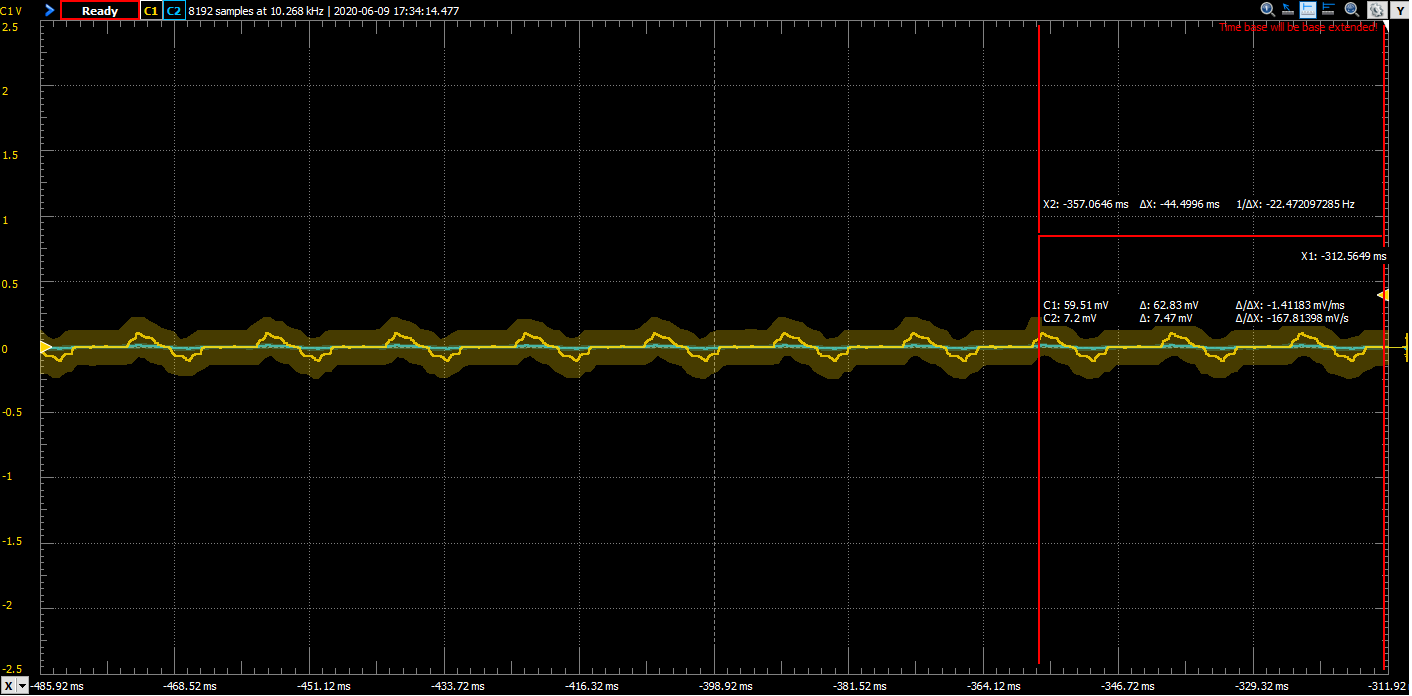 C1 V Ready C1 C2 8192 samples at 10.268 kHz | 2020-06-09 17:34:14.477 Y
Time base will be base extended!
2.5
2
1.5
X2: -357.0646 ms ΔX: -44.4996 ms 1/ΔX: -22.472097285 Hz
1
X1: -312.5649 ms
0.5
C1: 59.51 mV Δ: 62.83 mV Δ/ΔX: -1.41183 mV/ms
C2: 7.2 mV Δ: 7.47 mV Δ/ΔX: -167.81398 mV/s
0
-0.5
-1
-1.5
-2
-2.5
X -485.92 ms -468.52 ms -451.12 ms -433.72 ms -416.32 ms -398.92 ms -381.52 ms -364.12 ms -346.72 ms -329.32 ms -311.92